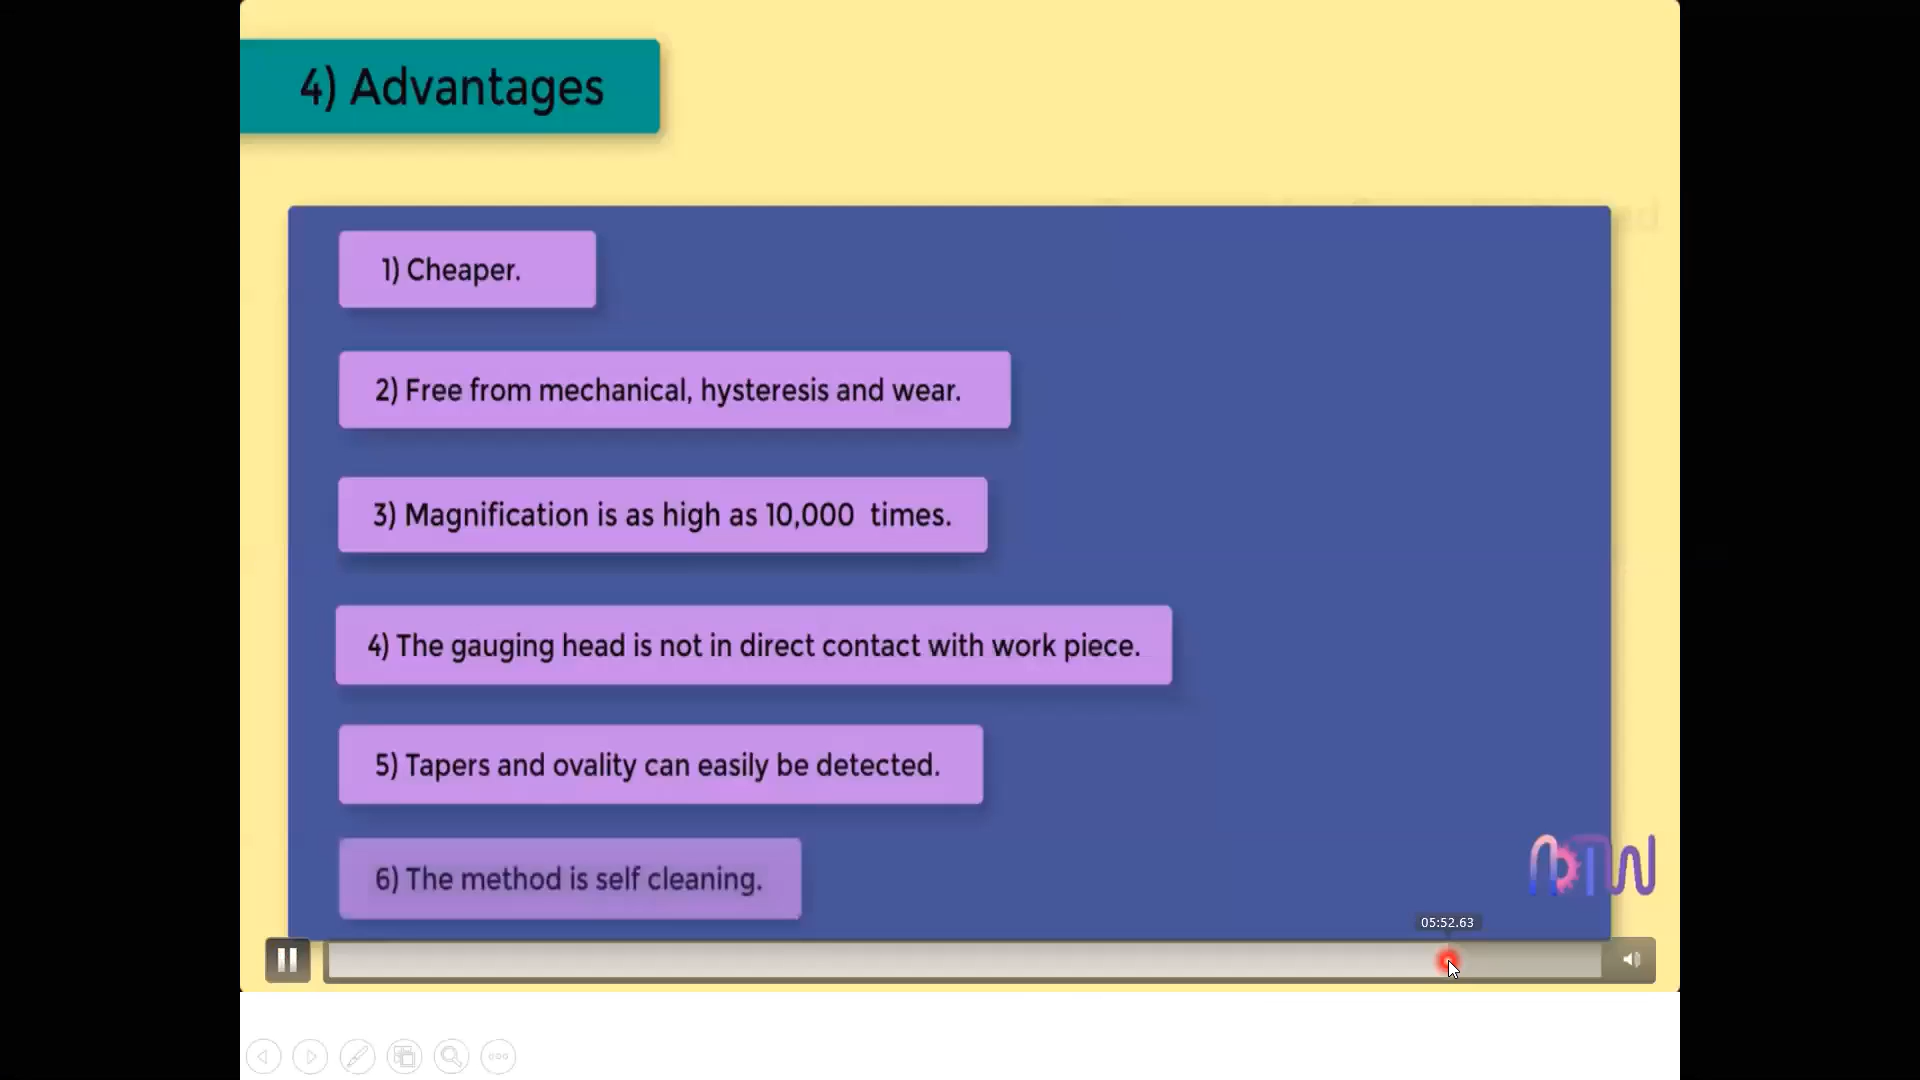 4) Advantages
1) Cheaper.
2) Free from mechanical, hysteresis and wear.
3) Magnification is as high as 10,000 times.
4) The gauging head is not in direct contact with work piece.
5) Tapers and ovality can easily be detected.
6) The method is self cleaning.
05:52.63